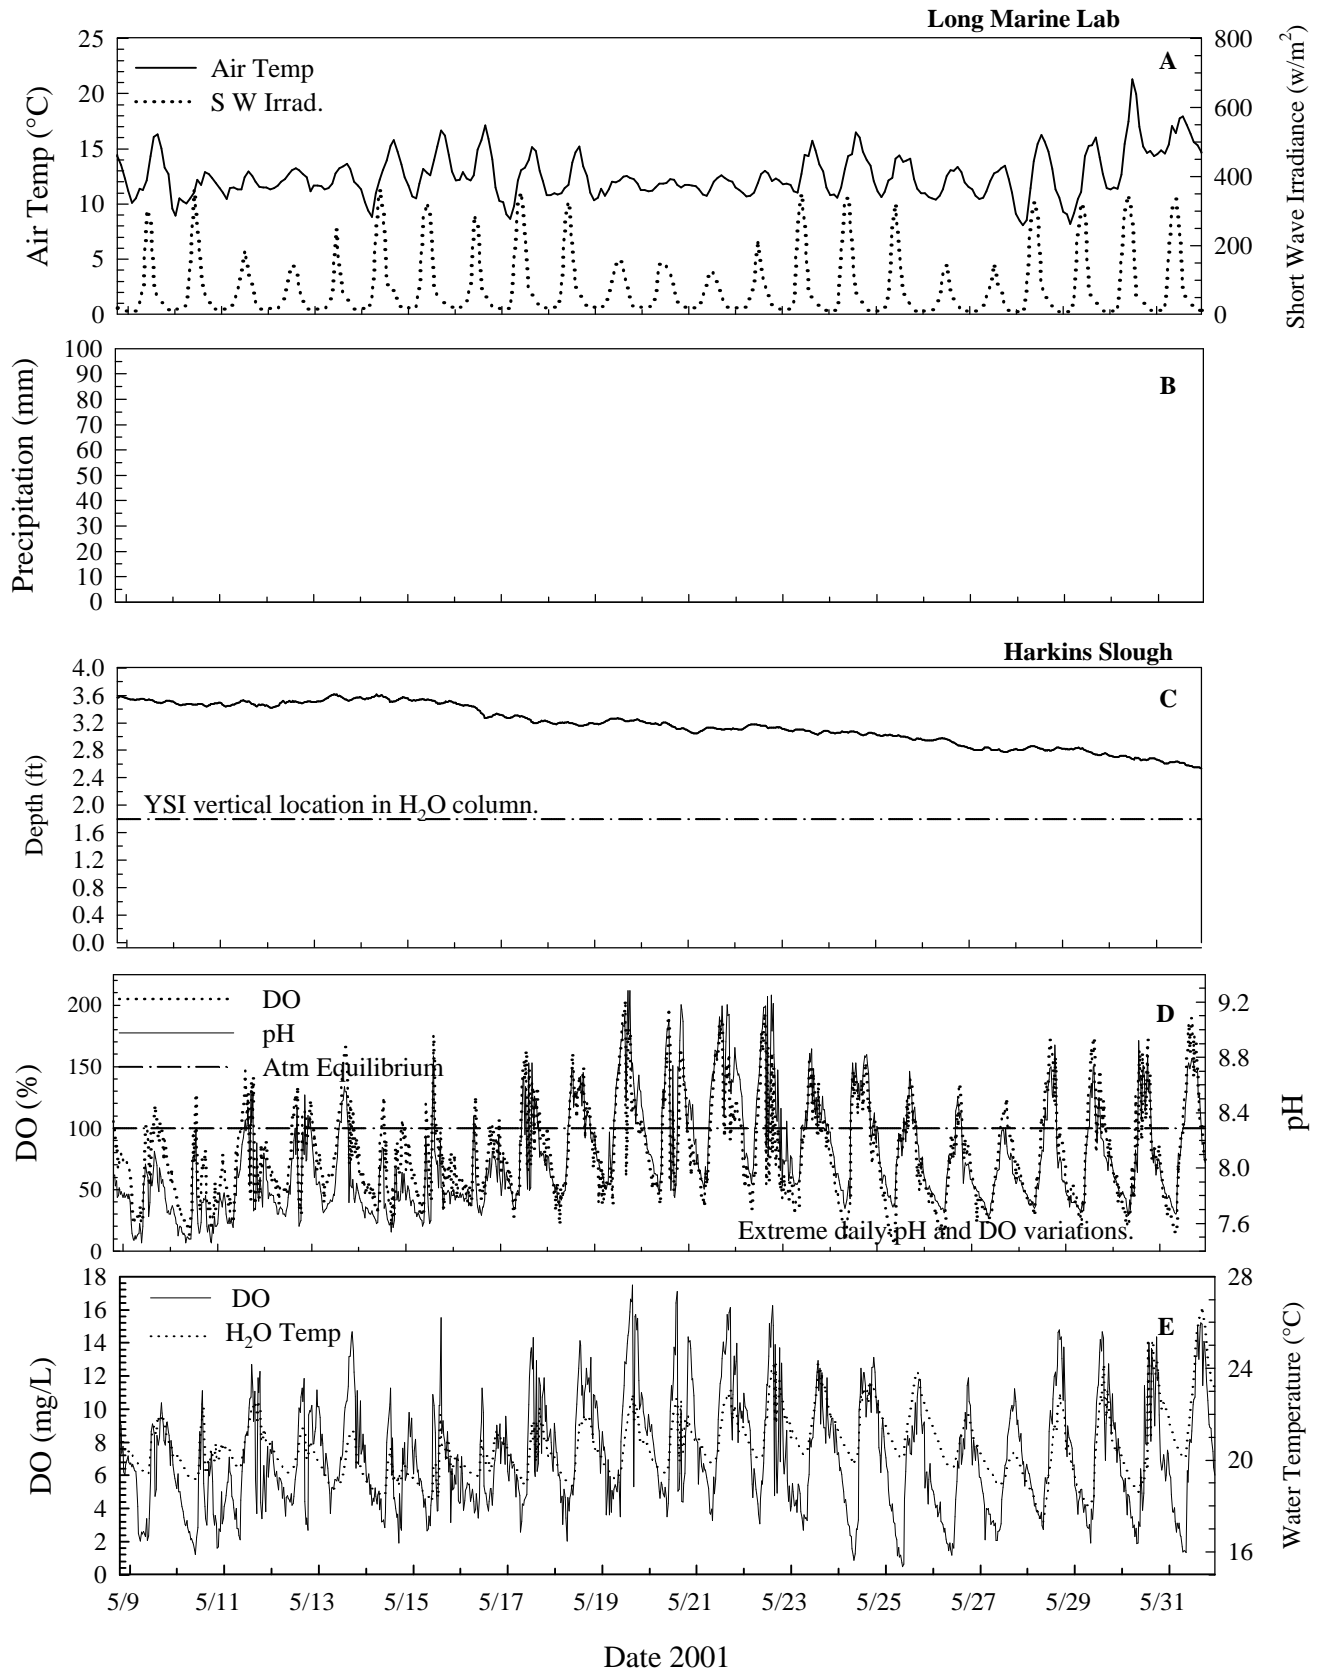 Long Marine Lab
A
Air Temp
S W Irrad.
Air Temp (°C)
25
20
15
10
5
0
Short Wave Irradiance (w/m²)
800
600
400
200
0
B
Precipitation (mm)
100
90
80
70
60
50
40
30
20
10
0
Harkins Slough
C
Depth (ft)
4.0
3.6
3.2
2.8
2.4
2.0
1.6
1.2
0.8
0.4
0.0
YSI vertical location in H₂O column.
D
DO
pH
Atm Equilibrium
DO (%)
200
150
100
50
0
pH
9.2
8.8
8.4
8.0
7.6
Extreme daily pH and DO variations.
E
DO
H₂O Temp
DO (mg/L)
18
16
14
12
10
8
6
4
2
0
Water Temperature (°C)
28
24
20
16
5/9 5/11 5/13 5/15 5/17 5/19 5/21 5/23 5/25 5/27 5/29 5/31
Date 2001